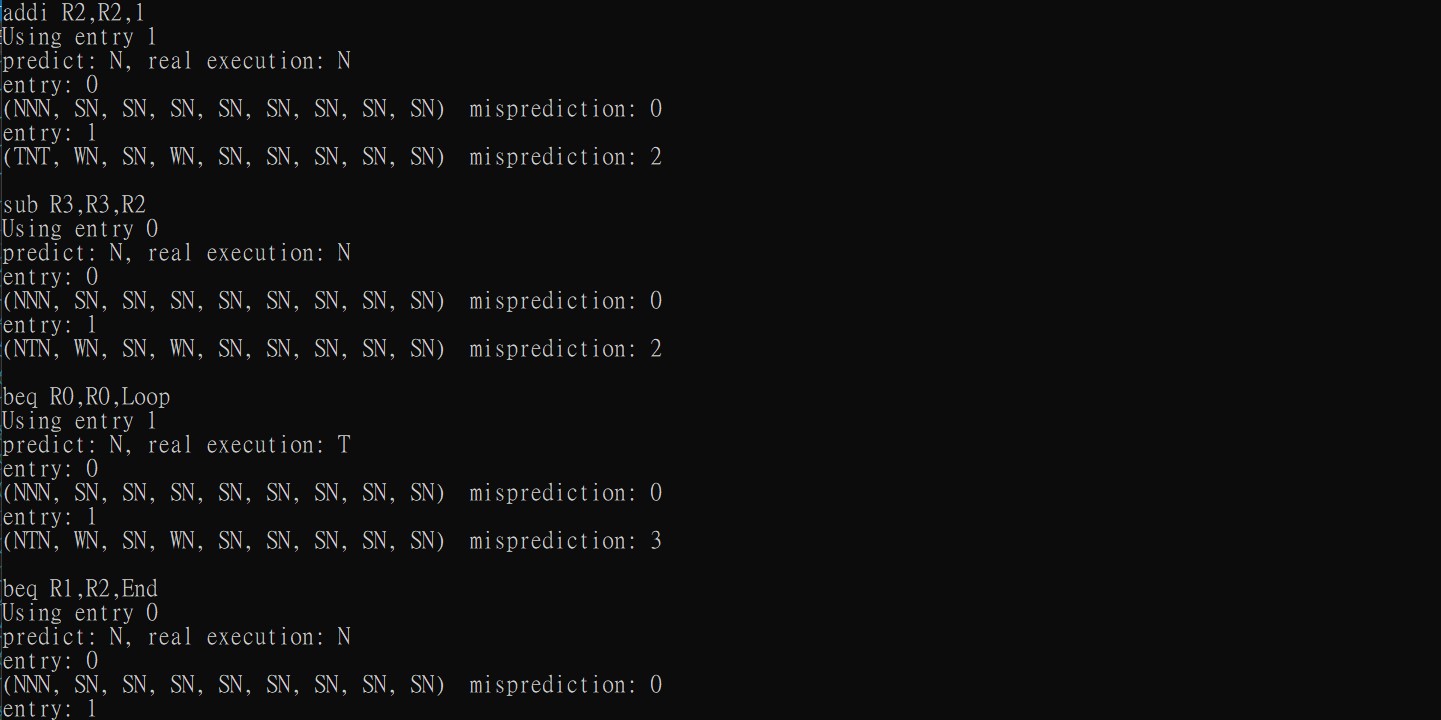 addi R2,R2,1
Using entry 1
predict: N, real execution: N
entry: 0
(NNN, SN, SN, SN, SN, SN, SN, SN, SN)  misprediction: 0
entry: 1
(TNT, WN, SN, WN, SN, SN, SN, SN, SN)  misprediction: 2

sub R3,R3,R2
Using entry 0
predict: N, real execution: N
entry: 0
(NNN, SN, SN, SN, SN, SN, SN, SN, SN)  misprediction: 0
entry: 1
(NTN, WN, SN, WN, SN, SN, SN, SN, SN)  misprediction: 2

beq R0,R0,Loop
Using entry 1
predict: N, real execution: T
entry: 0
(NNN, SN, SN, SN, SN, SN, SN, SN, SN)  misprediction: 0
entry: 1
(NTN, WN, SN, WN, SN, SN, SN, SN, SN)  misprediction: 3

beq R1,R2,End
Using entry 0
predict: N, real execution: N
entry: 0
(NNN, SN, SN, SN, SN, SN, SN, SN, SN)  misprediction: 0
entry: 1